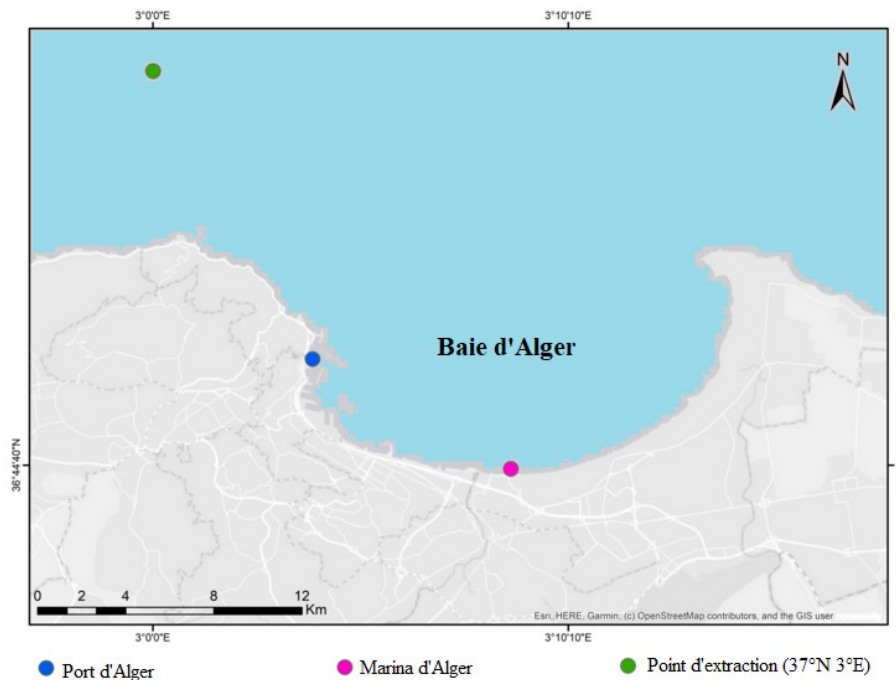 3°0'0"E 3°10'10"E
N
Baie d'Alger
36°44'40"N
0 2 4 8 12
Km
Esri, HERE, Garmin, (c) OpenStreetMap contributors, and the GIS user community
3°0'0"E 3°10'10"E
Port d'Alger Marina d'Alger Point d'extraction (37°N 3°E)